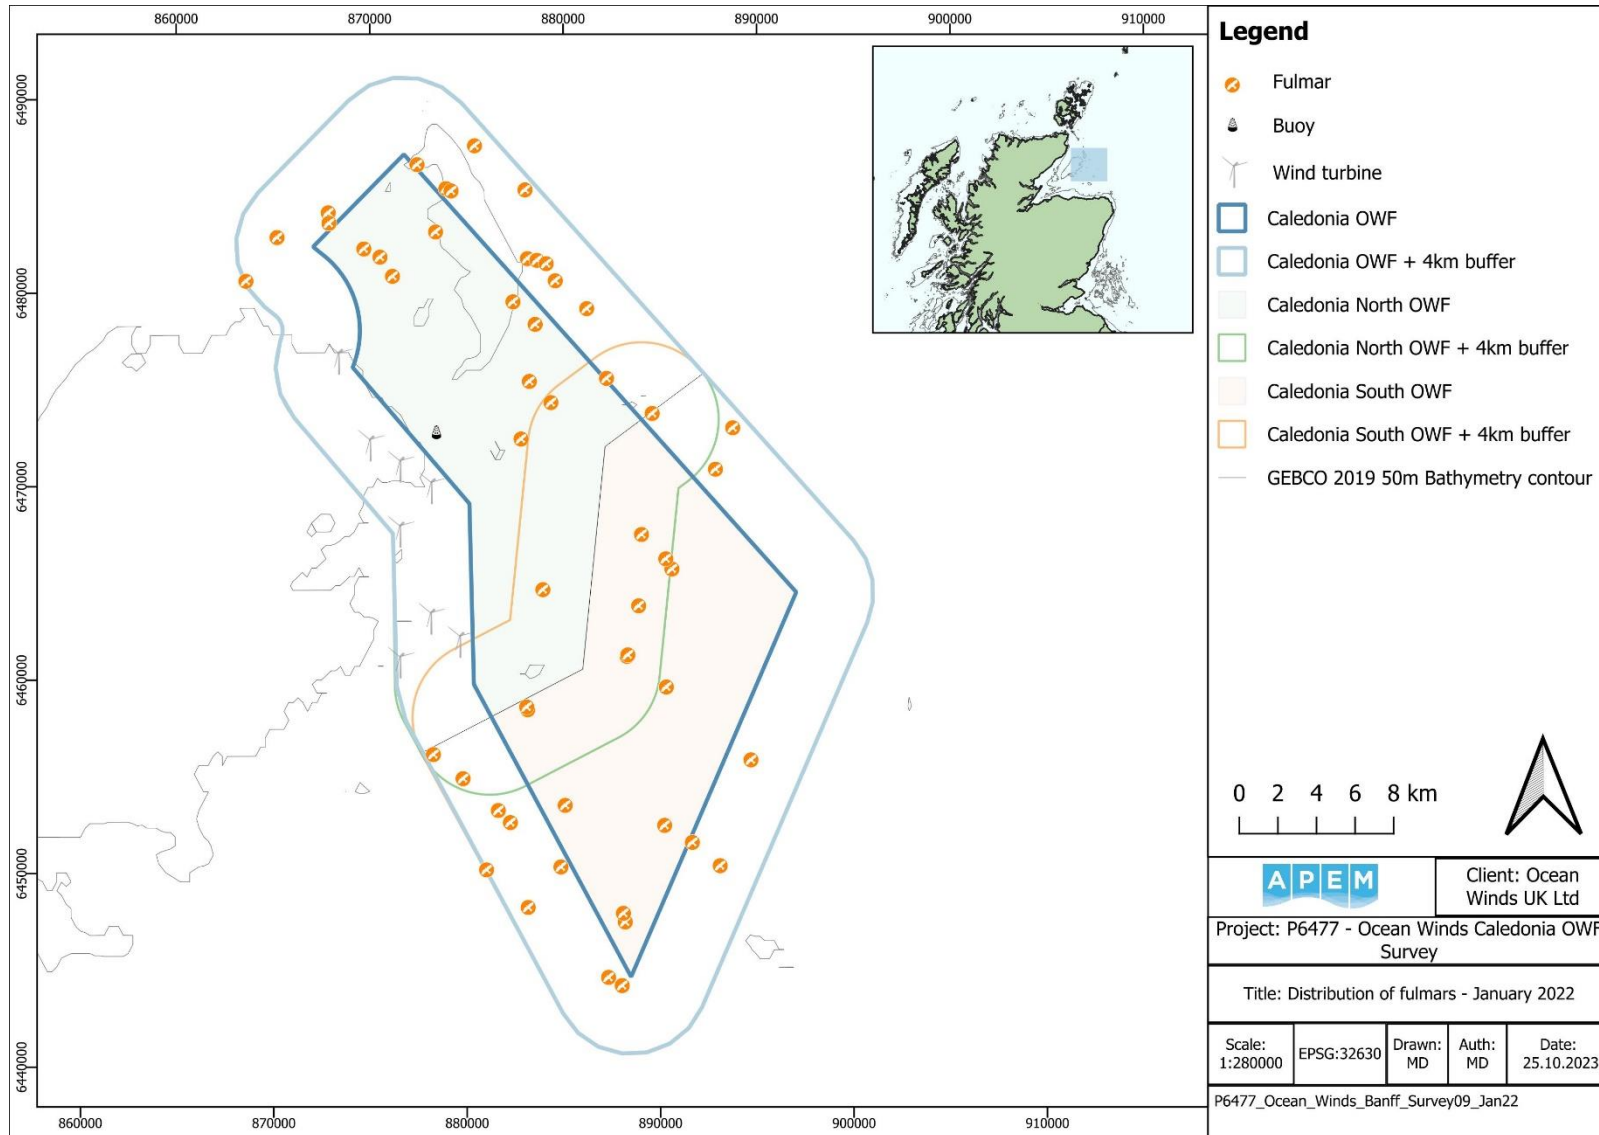 860000 870000 880000 890000 900000 910000
6490000
6480000
6470000
6460000
6450000
6440000
860000 870000 880000 890000 900000 910000
Legend
Fulmar
Buoy
Wind turbine
Caledonia OWF
Caledonia OWF + 4km buffer
Caledonia North OWF
Caledonia North OWF + 4km buffer
Caledonia South OWF
Caledonia South OWF + 4km buffer
GEBCO 2019 50m Bathymetry contour
0 2 4 6 8 km
APEM
Client: Ocean
Winds UK Ltd
Project: P6477 - Ocean Winds Caledonia OWF
Survey
Title: Distribution of fulmars - January 2022
Scale:
1:280000
EPSG:32630
Drawn:
MD
Auth:
MD
Date:
25.10.2023
P6477_Ocean_Winds_Banff_Survey09_Jan22